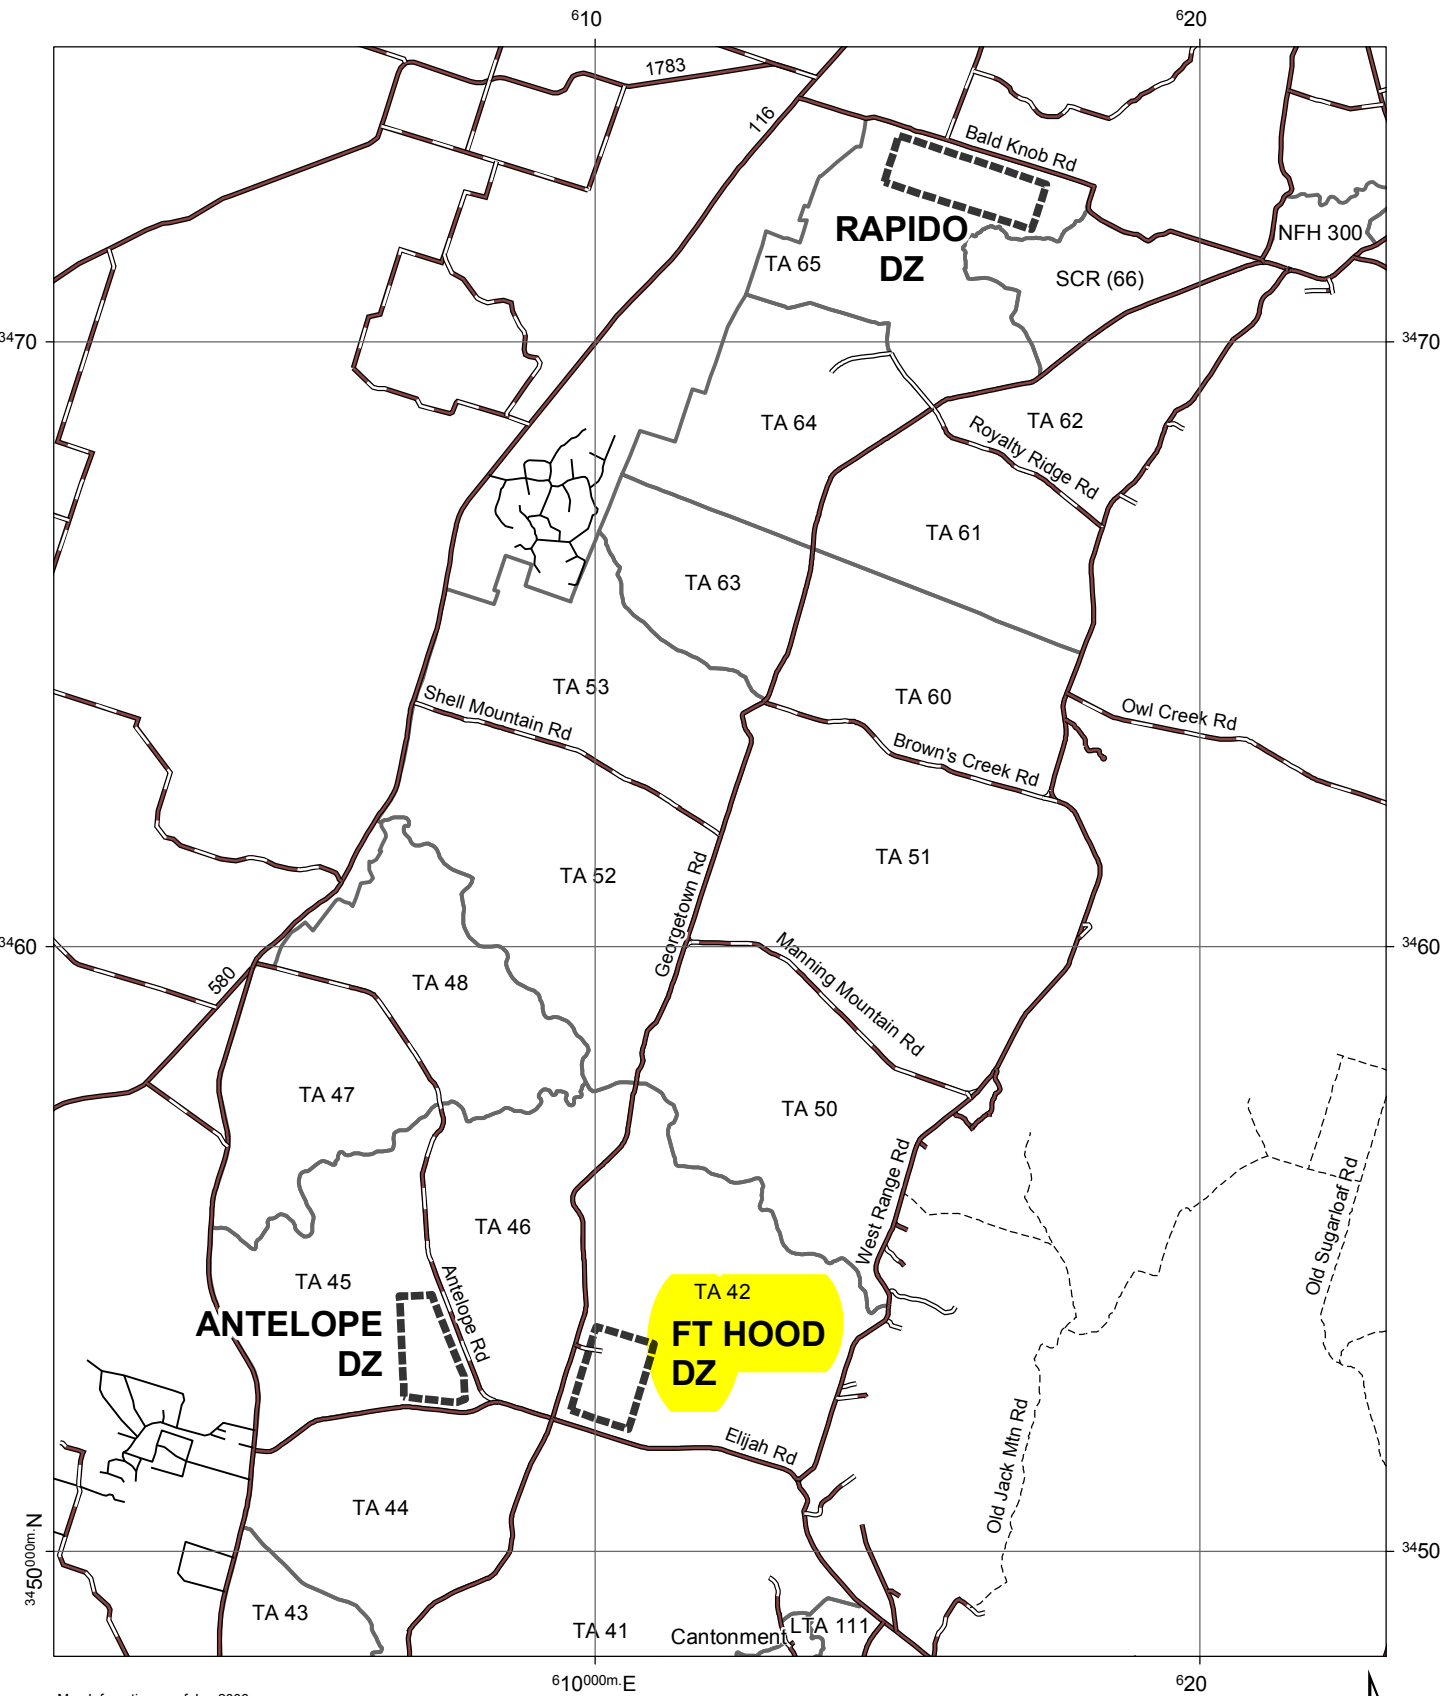 610
620
1783
116
Bald Knob Rd
RAPIDO
DZ
NFH 300
TA 65
SCR (66)
3470
3470
TA 64
TA 62
Royalty Ridge Rd
TA 61
TA 63
TA 53
TA 60
Shell Mountain Rd
Owl Creek Rd
Brown's Creek Rd
TA 51
TA 52
Georgetown Rd
3460
3460
Manning Mountain Rd
580
TA 48
TA 47
TA 50
West Range Rd
Old Sugarloaf Rd
TA 46
TA 45
Antelope Rd
TA 42
ANTELOPE
DZ
FT HOOD
DZ
Elijah Rd
Old Jack Mtn Rd
TA 44
3450000m.N
3450
TA 43
TA 41
Cantonment
LTA 111
610000m.E
620